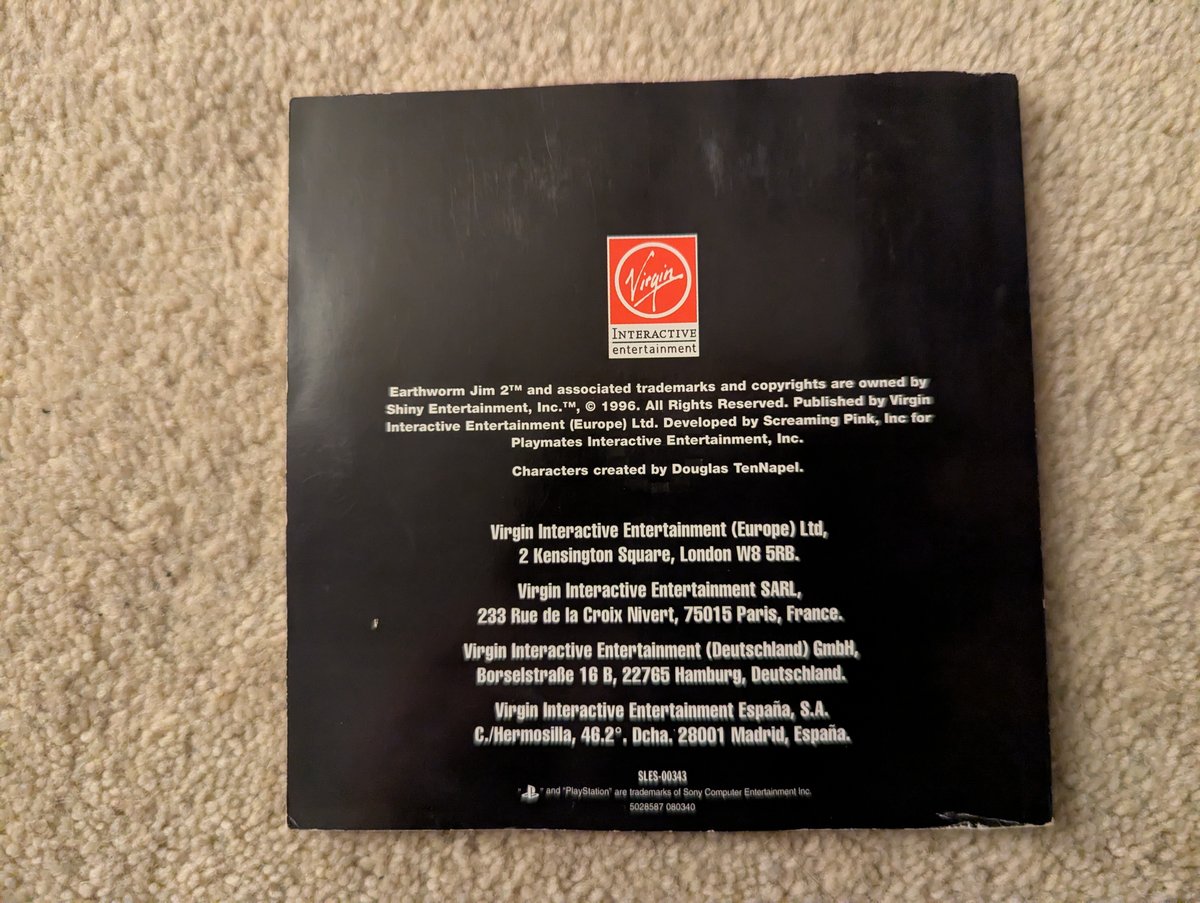 Virgin
INTERACTIVE
entertainment
Earthworm Jim 2™ and associated trademarks and copyrights are owned by
Shiny Entertainment, Inc.™, © 1996. All Rights Reserved. Published by Virgin
Interactive Entertainment (Europe) Ltd. Developed by Screaming Pink, Inc for
Playmates Interactive Entertainment, Inc.
Characters created by Douglas TenNapel.
Virgin Interactive Entertainment (Europe) Ltd,
2 Kensington Square, London W8 5RB.
Virgin Interactive Entertainment SARL,
233 Rue de la Croix Nivert, 75015 Paris, France.
Virgin Interactive Entertainment (Deutschland) GmbH,
Borselstraße 16 B, 22765 Hamburg, Deutschland.
Virgin Interactive Entertainment España, S.A.
C./Hermosilla, 46.2°. Dcha. 28001 Madrid, España.
SLES-00343
" " and "PlayStation" are trademarks of Sony Computer Entertainment Inc.
5028587 080340